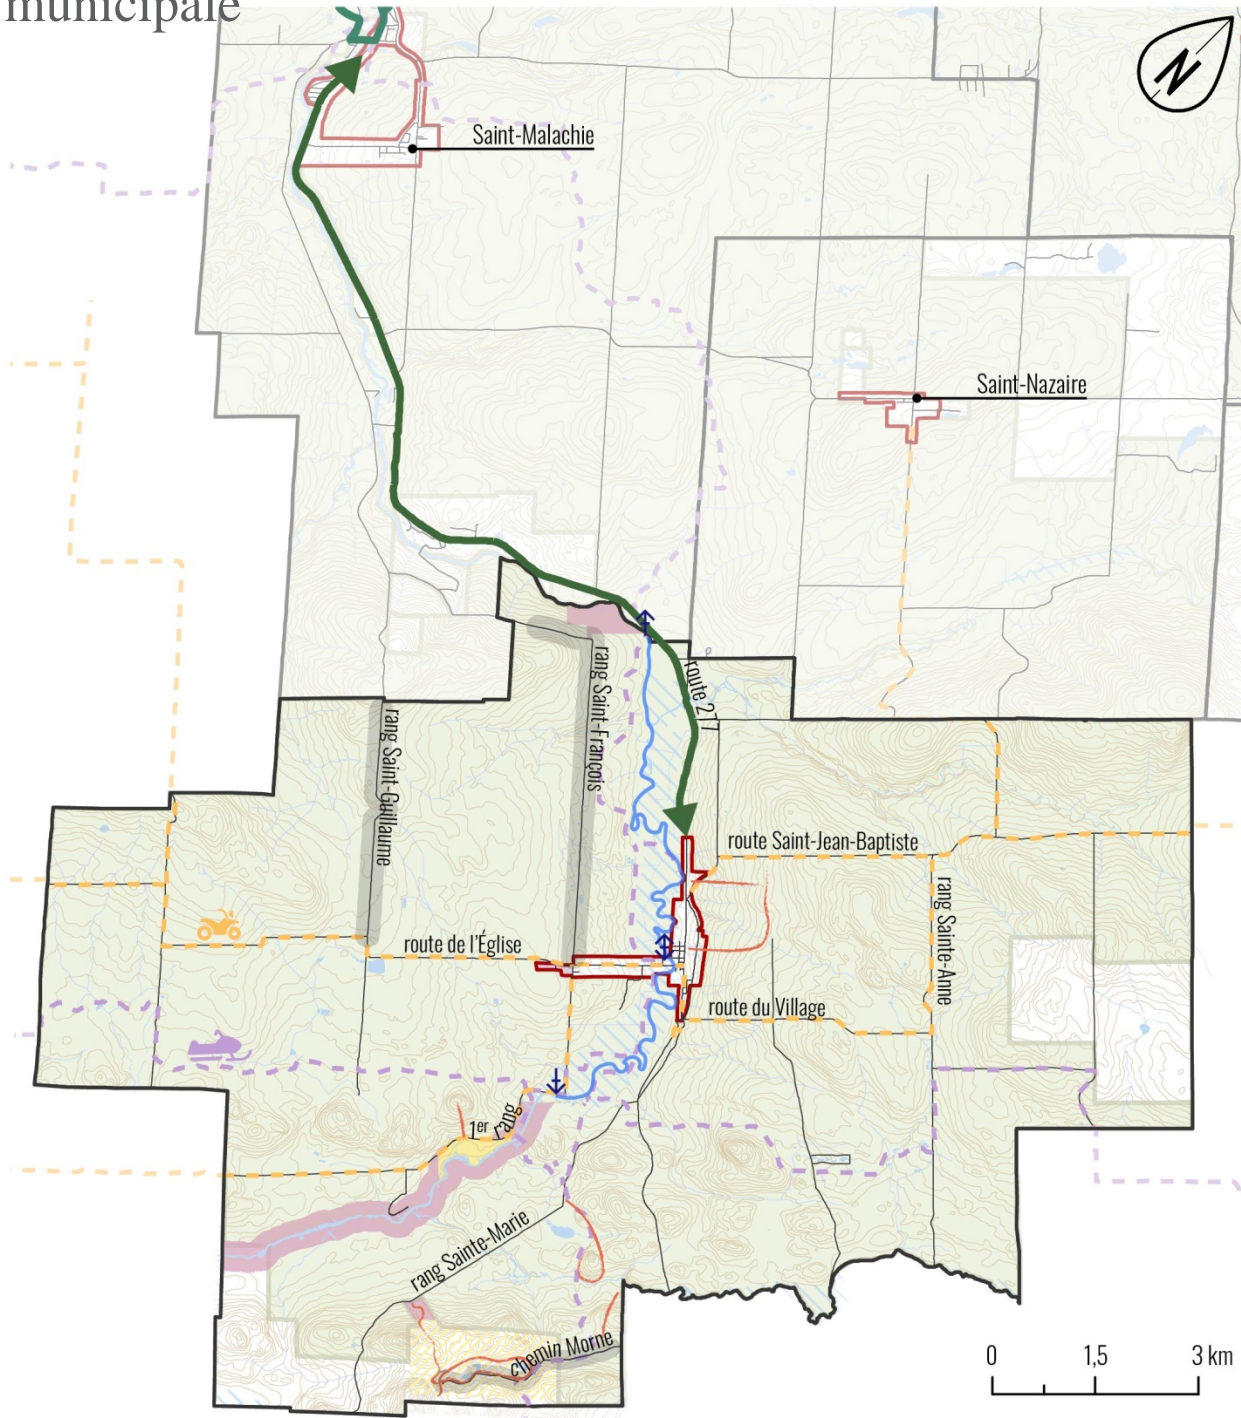 municipale
N
Saint-Malachie
Saint-Nazaire
route 277
rang Saint-François
rang Saint-Guillaume
route Saint-Jean-Baptiste
rang Sainte-Anne
route de l'Église
route du Village
1er rang
rang Sainte-Marie
chemin Morne
0 1,5 3 km